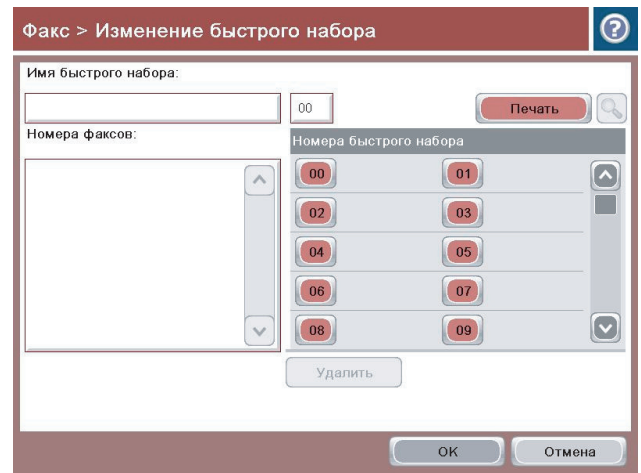 Факс > Изменение быстрого набора
?
Имя быстрого набора:
00
Печать
Номера факсов:
Номера быстрого набора
00 01
02 03
04 05
06 07
08 09
Удалить
OK Отмена